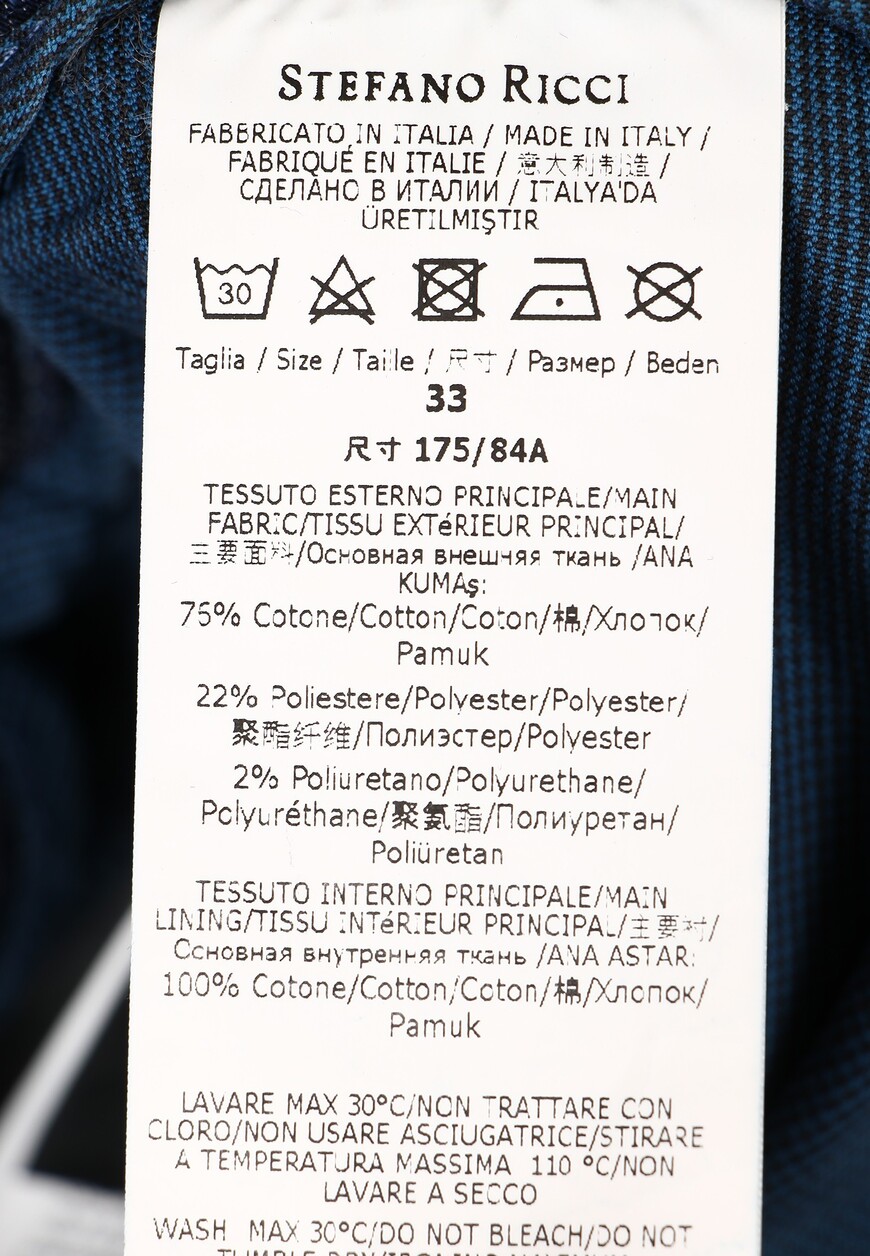 STEFANO RICCI
FABBRICATO IN ITALIA / MADE IN ITALY /
FABRIQUÉ EN ITALIE / 意大利制造 /
СДЕЛАНО В ИТАЛИИ / ITALYA'DA
ÜRETILMIŞTIR
30
Taglia / Size / Taille / 尺寸 / Размер / Beden
33
尺寸 175/84A
TESSUTO ESTERNO PRINCIPALE/MAIN
FABRIC/TISSU EXTéRIEUR PRINCIPAL/
主要面料/Основная внешняя ткань /ANA
KUMAş:
76% Cotone/Cotton/Coton/棉/Хлопок/
Pamuk
22% Poliestere/Polyester/Polyester/
聚酯纤维/Полиэстер/Polyester
2% Poliuretano/Polyurethane/
Polyuréthane/聚氨酯/Полиуретан/
Poliüretan
TESSUTO INTERNO PRINCIPALE/MAIN
LINING/TISSU INTéRIEUR PRINCIPAL/主要衬/
Основная внутренняя ткань /ANA ASTAR:
100% Cotone/Cotton/Coton/棉/Хлопок/
Pamuk
LAVARE MAX 30°C/NON TRATTARE CON
CLORO/NON USARE ASCIUGATRICE/STIRARE
A TEMPERATURA MASSIMA 110 °C/NON
LAVARE A SECCO
WASH MAX 30°C/DO NOT BLEACH/DO NOT